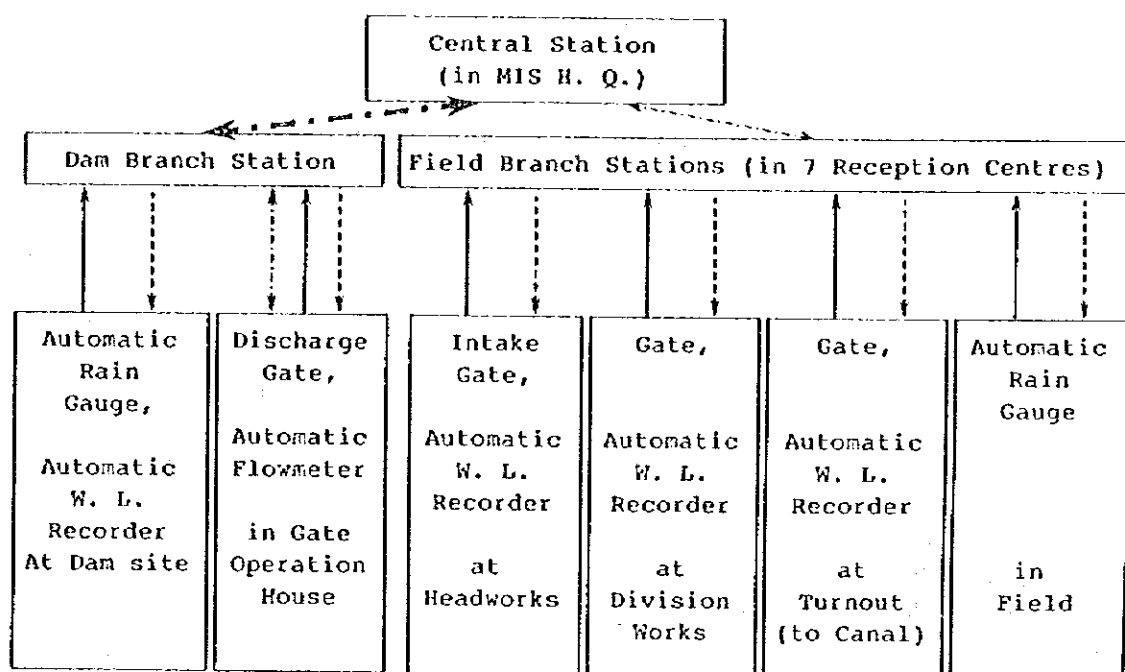 Central Station
(in MIS H. Q.)
Dam Branch Station
Field Branch Stations (in 7 Reception Centres)
Automatic
Rain
Gauge,
Automatic
W. L.
Recorder
At Dam site
Discharge
Gate,
Automatic
Flowmeter
in Gate
Operation
House
Intake
Gate,
Automatic
W. L.
Recorder
at
Headworks
Gate,
Automatic
W. L.
Recorder
at
Division
Works
Gate,
Automatic
W. L.
Recorder
at
Turnout
(to Canal)
Automatic
Rain
Gauge
in
Field